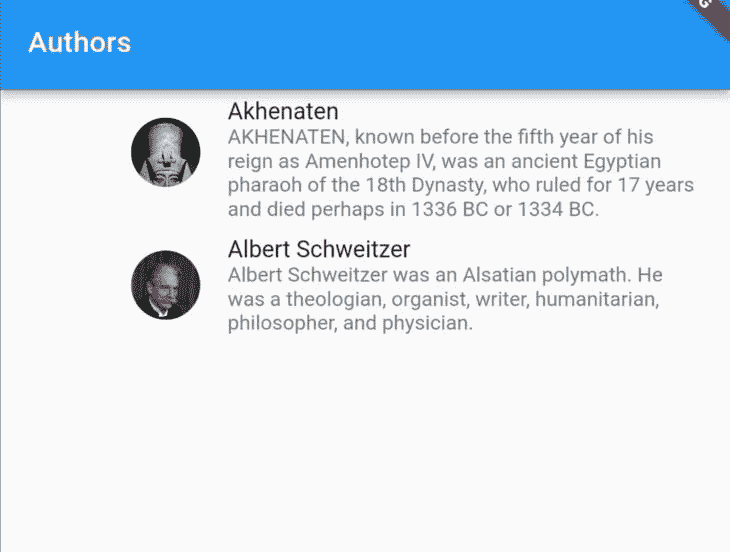 Authors
Akhenaten
AKHENATEN, known before the fifth year of his
reign as Amenhotep IV, was an ancient Egyptian
pharaoh of the 18th Dynasty, who ruled for 17 years
and died perhaps in 1336 BC or 1334 BC.
Albert Schweitzer
Albert Schweitzer was an Alsatian polymath. He
was a theologian, organist, writer, humanitarian,
philosopher, and physician.